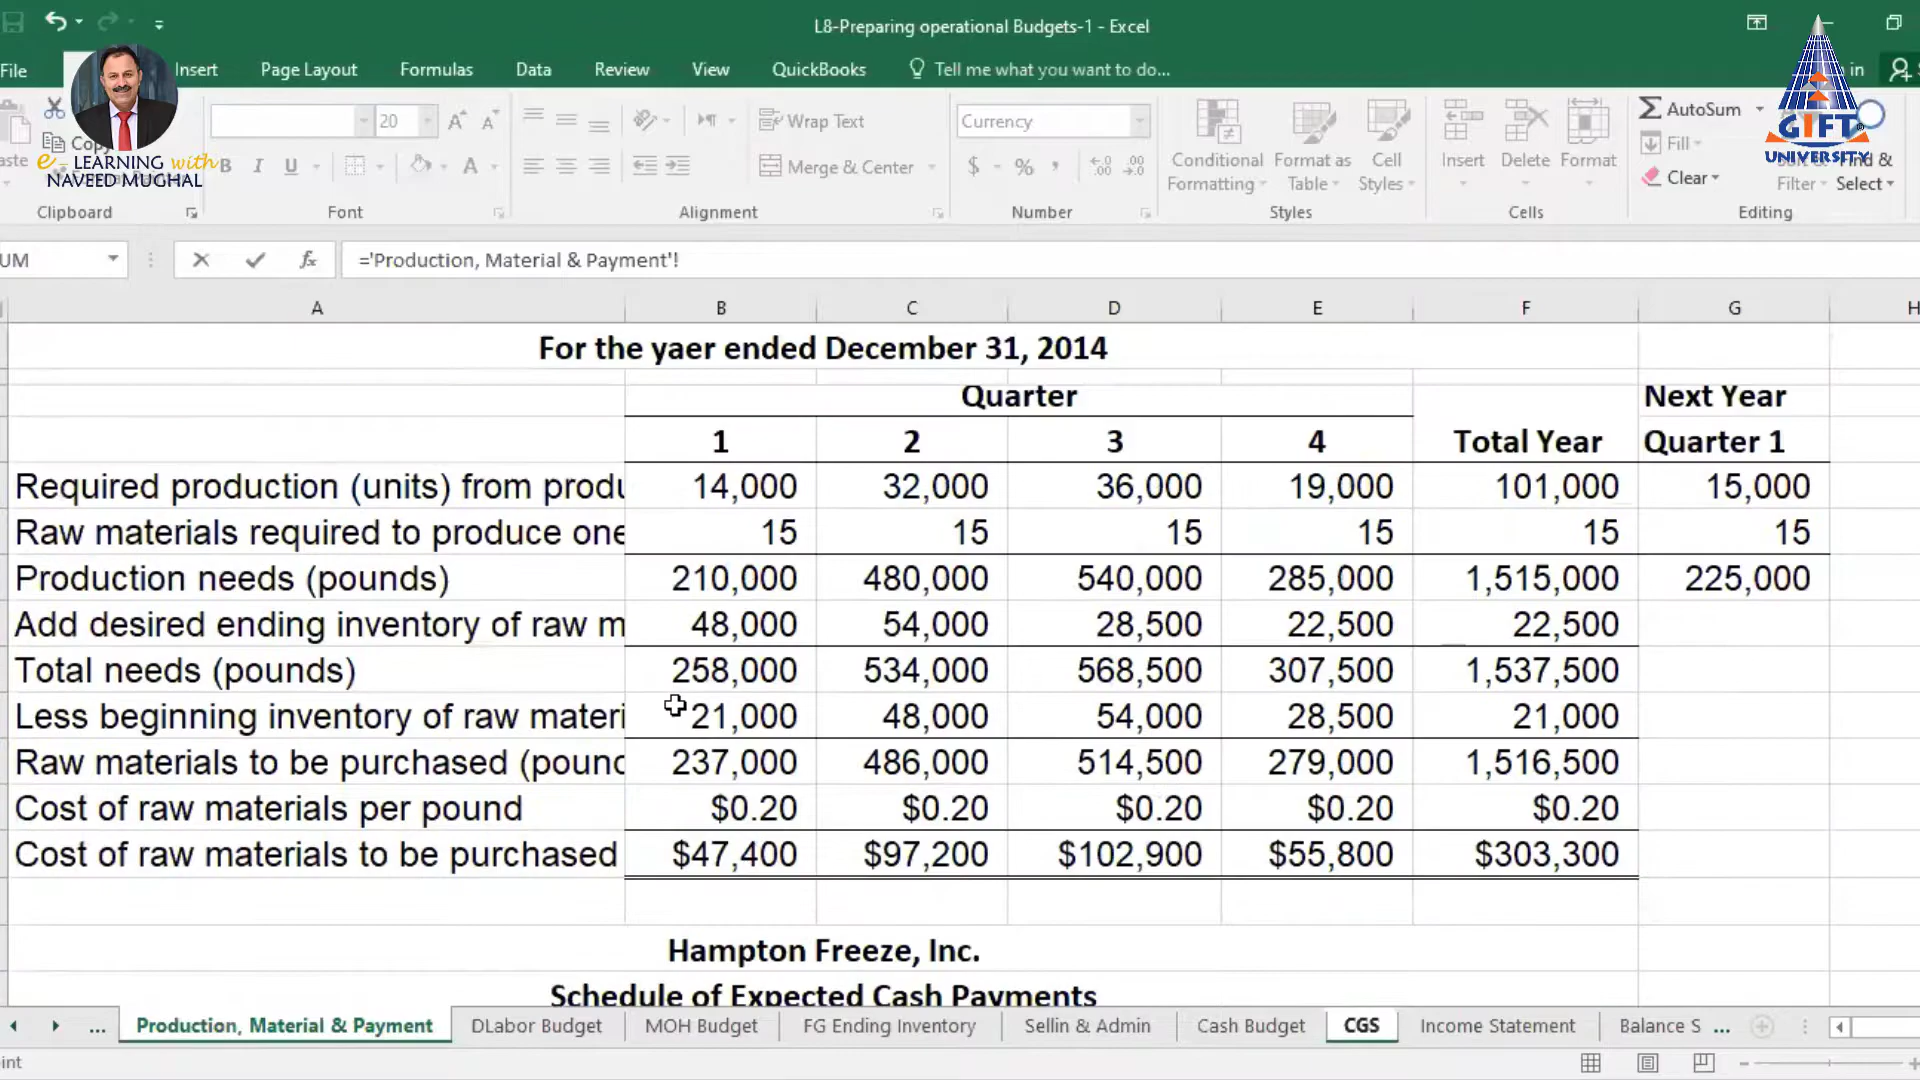 L8-Preparing operational Budgets-1 - Excel
File Insert Page Layout Formulas Data Review View QuickBooks Tell me what you want to do... in
20 Wrap Text Currency AutoSum
Copy Fill
e-LEARNING with
NAVEED MUGHAL
B I U A Merge & Center $ % , Conditional Formatting Format as Table Cell Styles Insert Delete Format Clear Filter Find & Select
GIFT
UNIVERSITY
Clipboard Font Alignment Number Styles Cells Editing
UM fx ='Production, Material & Payment'!
A B C D E F G H
For the yaer ended December 31, 2014
Quarter Next Year
1 2 3 4 Total Year Quarter 1
Required production (units) from produ 14,000 32,000 36,000 19,000 101,000 15,000
Raw materials required to produce one 15 15 15 15 15 15
Production needs (pounds) 210,000 480,000 540,000 285,000 1,515,000 225,000
Add desired ending inventory of raw m 48,000 54,000 28,500 22,500 22,500
Total needs (pounds) 258,000 534,000 568,500 307,500 1,537,500
Less beginning inventory of raw materi 21,000 48,000 54,000 28,500 21,000
Raw materials to be purchased (pound 237,000 486,000 514,500 279,000 1,516,500
Cost of raw materials per pound $0.20 $0.20 $0.20 $0.20 $0.20
Cost of raw materials to be purchased $47,400 $97,200 $102,900 $55,800 $303,300
Hampton Freeze, Inc.
Schedule of Expected Cash Payments
... Production, Material & Payment DLabor Budget MOH Budget FG Ending Inventory Sellin & Admin Cash Budget CGS Income Statement Balance S ...
int